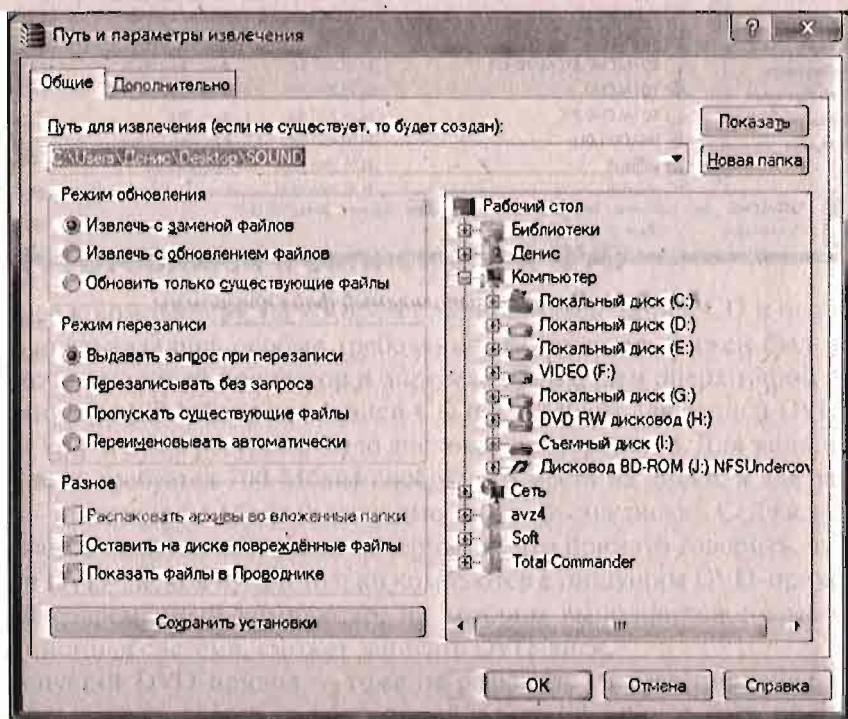 Путь и параметры извлечения
Общие
Дополнительно
Путь для извлечения (если не существует, то будет создан):
Показать
C:\Users\Денис\Desktop\SOUND
Новая папка
Режим обновления
Извлечь с заменой файлов
Извлечь с обновлением файлов
Обновить только существующие файлы
Режим перезаписи
Выдавать запрос при перезаписи
Перезаписывать без запроса
Пропускать существующие файлы
Переименовывать автоматически
Разное
Распаковать архивы во вложенные папки
Оставить на диске повреждённые файлы
Показать файлы в Проводнике
Сохранить установки
Рабочий стол
Библиотеки
Денис
Компьютер
Локальный диск (C:)
Локальный диск (D:)
Локальный диск (E:)
VIDEO (F:)
Локальный диск (G:)
DVD RW дисковод (H:)
Съемный диск (I:)
Дисковод BD-ROM (J:) NFSUndercov
Сеть
avz4
Soft
Total Commander
OK
Отмена
Справка